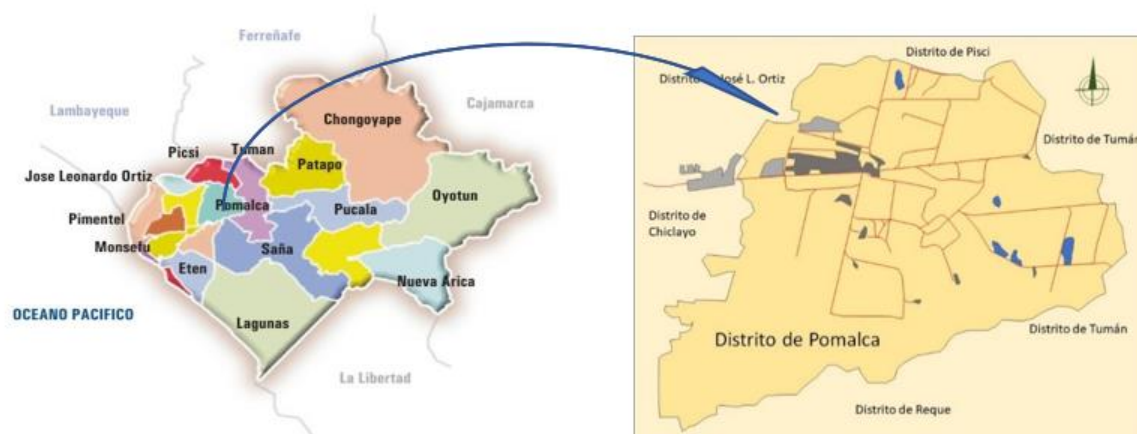 Ferreñafe
Lambayeque
Cajamarca
Chongoyape
Picsi
Tuman
Patapo
Jose Leonardo Ortiz
Oyotun
Pomalca
Pucala
Pimentel
Monsefu
Saña
Eten
Nueva Arica
OCEANO PACIFICO
Lagunas
La Libertad
Distrito de Pisci
José L. Ortiz
Distrito de Tumán
Distrito de
Chiclayo
Distrito de Pomalca
Distrito de Tumán
Distrito de Reque